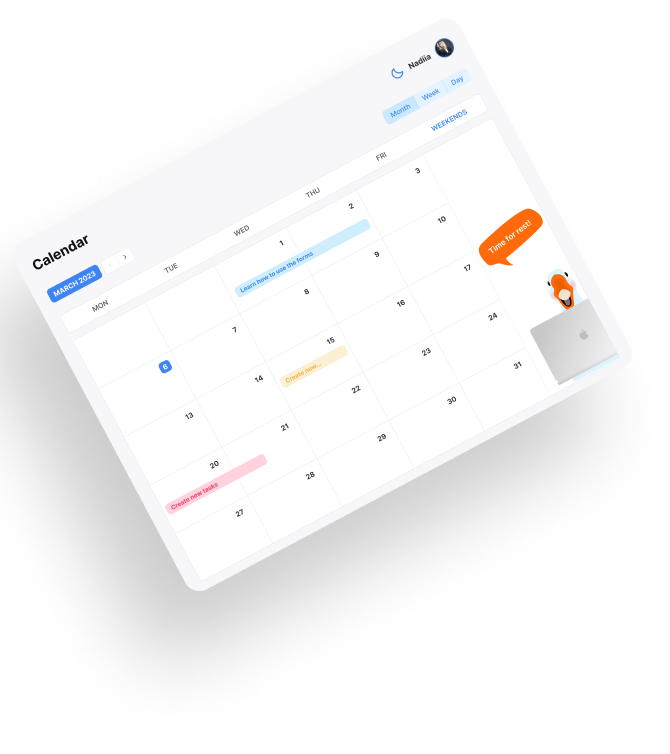 Nadiia
Month Week Day
Calendar
MARCH 2023
MON TUE WED THU FRI WEEKENDS
1 2 3
Learn how to use the forms
6 7 8 9 10
13 14 15 16 17
Create new...
Time for rest!
20 21 22 23 24
Create new tasks
27 28 29 30 31